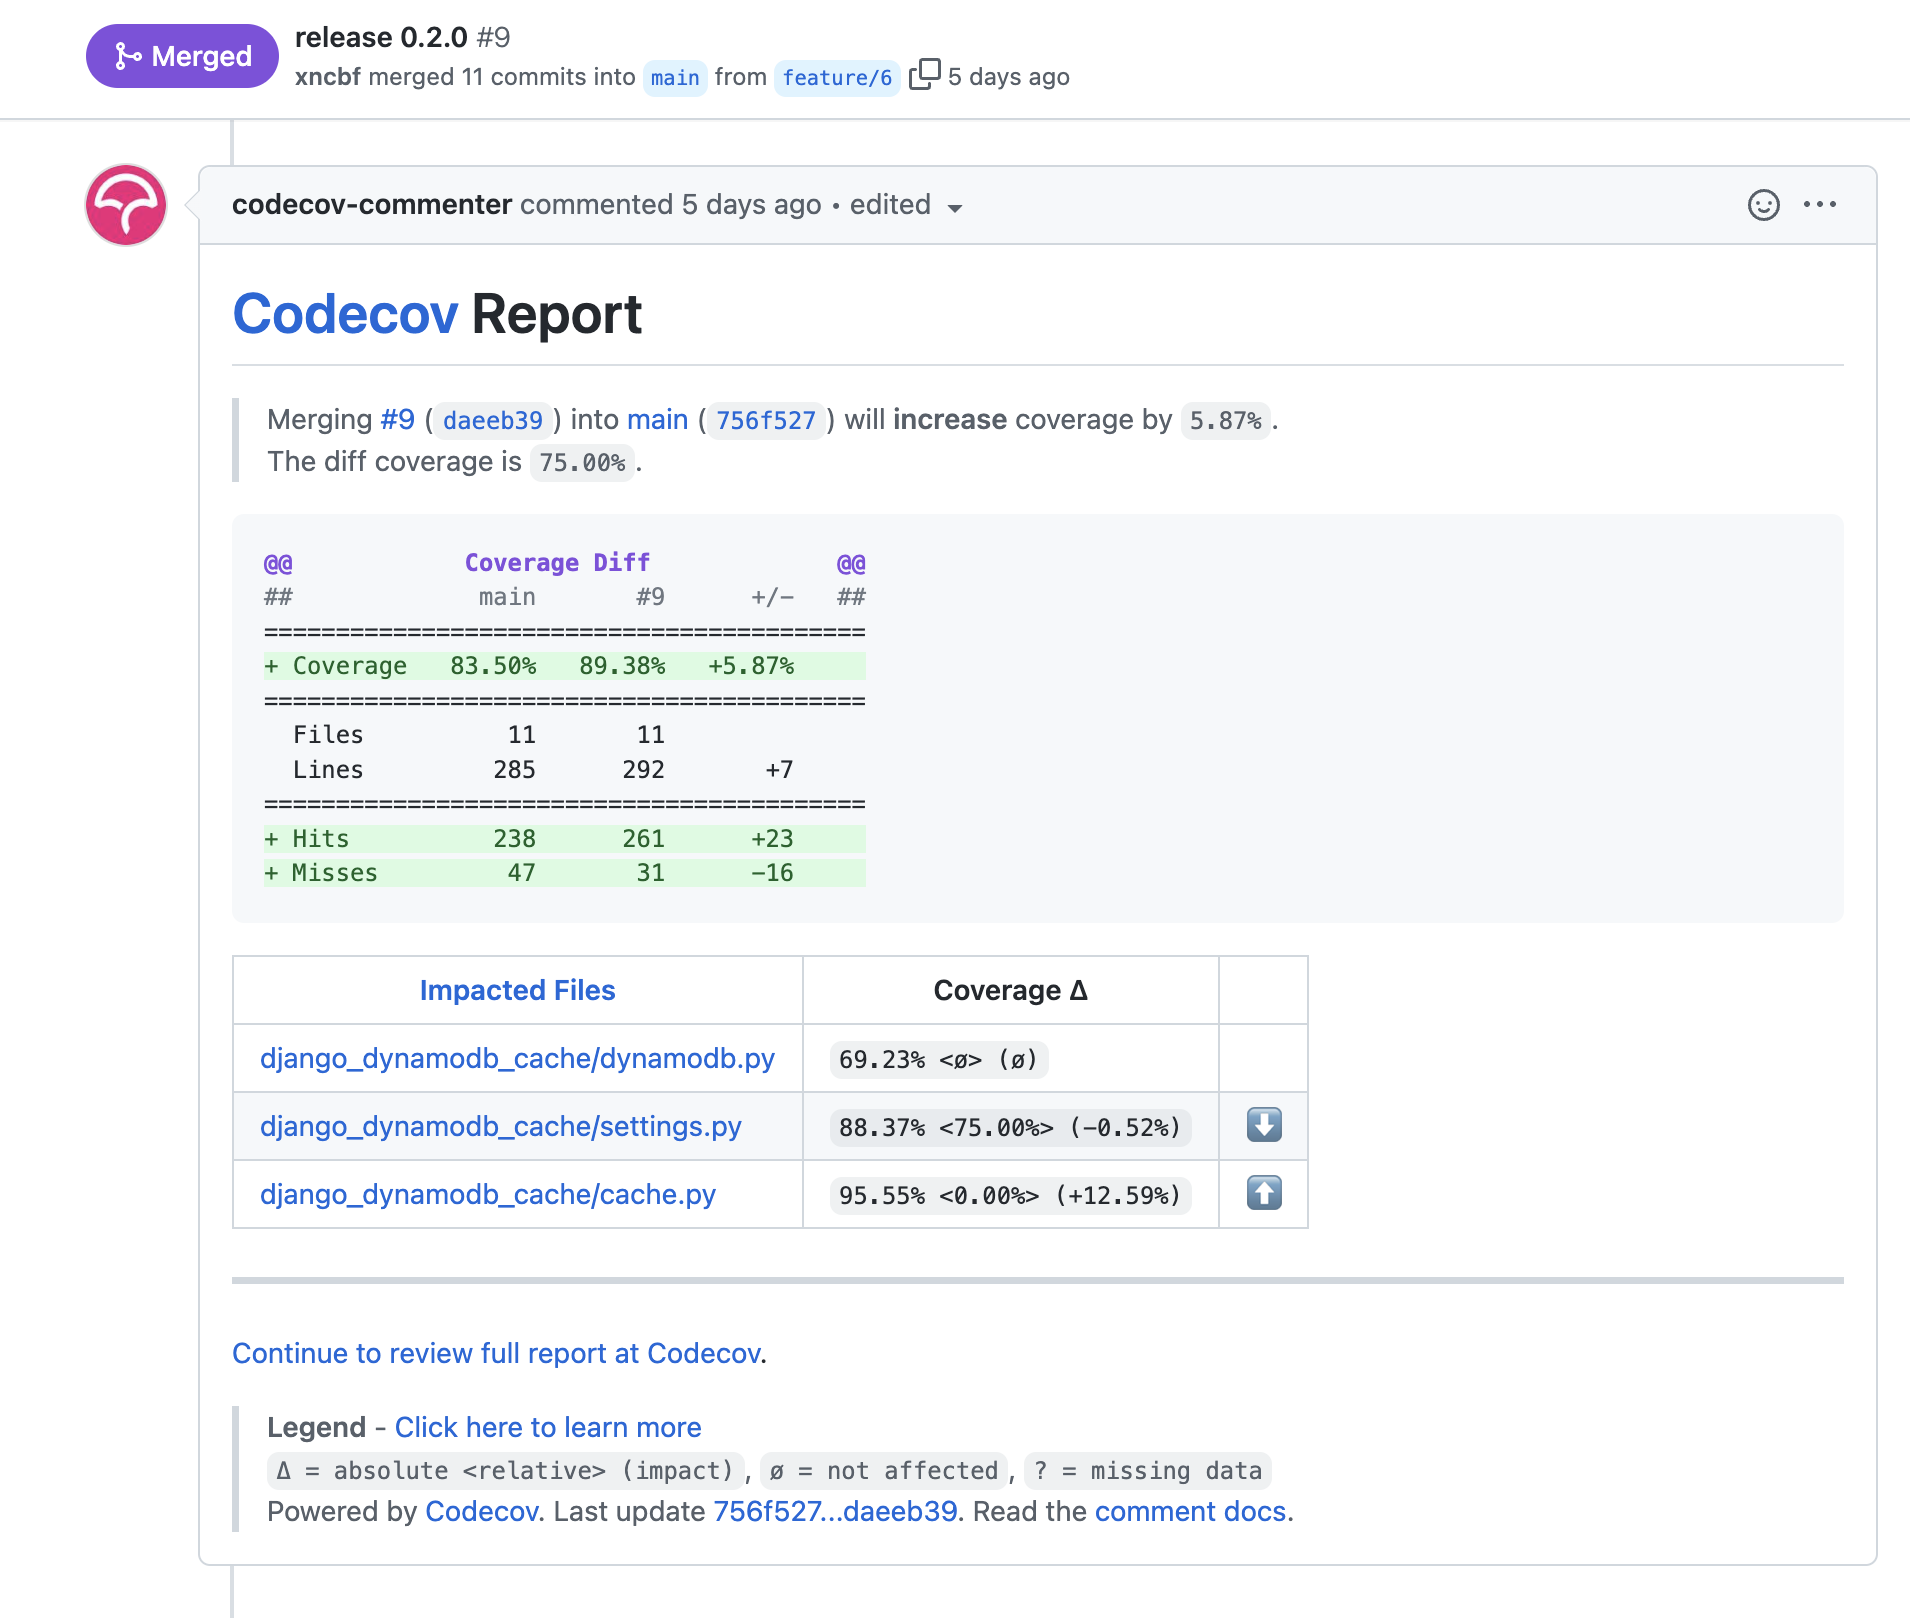 Merged
release 0.2.0 #9
xncbf merged 11 commits into main from feature/6 5 days ago
codecov-commenter commented 5 days ago • edited
Codecov Report
Merging #9 (daeeb39) into main (756f527) will increase coverage by 5.87%.
The diff coverage is 75.00%.
@@ Coverage Diff @@
## main #9 +/- ##
==========================================
+ Coverage 83.50% 89.38% +5.87%
==========================================
Files 11 11
Lines 285 292 +7
==========================================
+ Hits 238 261 +23
+ Misses 47 31 -16
Impacted Files Coverage Δ
django_dynamodb_cache/dynamodb.py 69.23% <ø> (ø)
django_dynamodb_cache/settings.py 88.37% <75.00%> (-0.52%) ⬇️
django_dynamodb_cache/cache.py 95.55% <0.00%> (+12.59%) ⬆️
Continue to review full report at Codecov.
Legend - Click here to learn more
Δ = absolute <relative> (impact), ø = not affected, ? = missing data
Powered by Codecov. Last update 756f527...daeeb39. Read the comment docs.